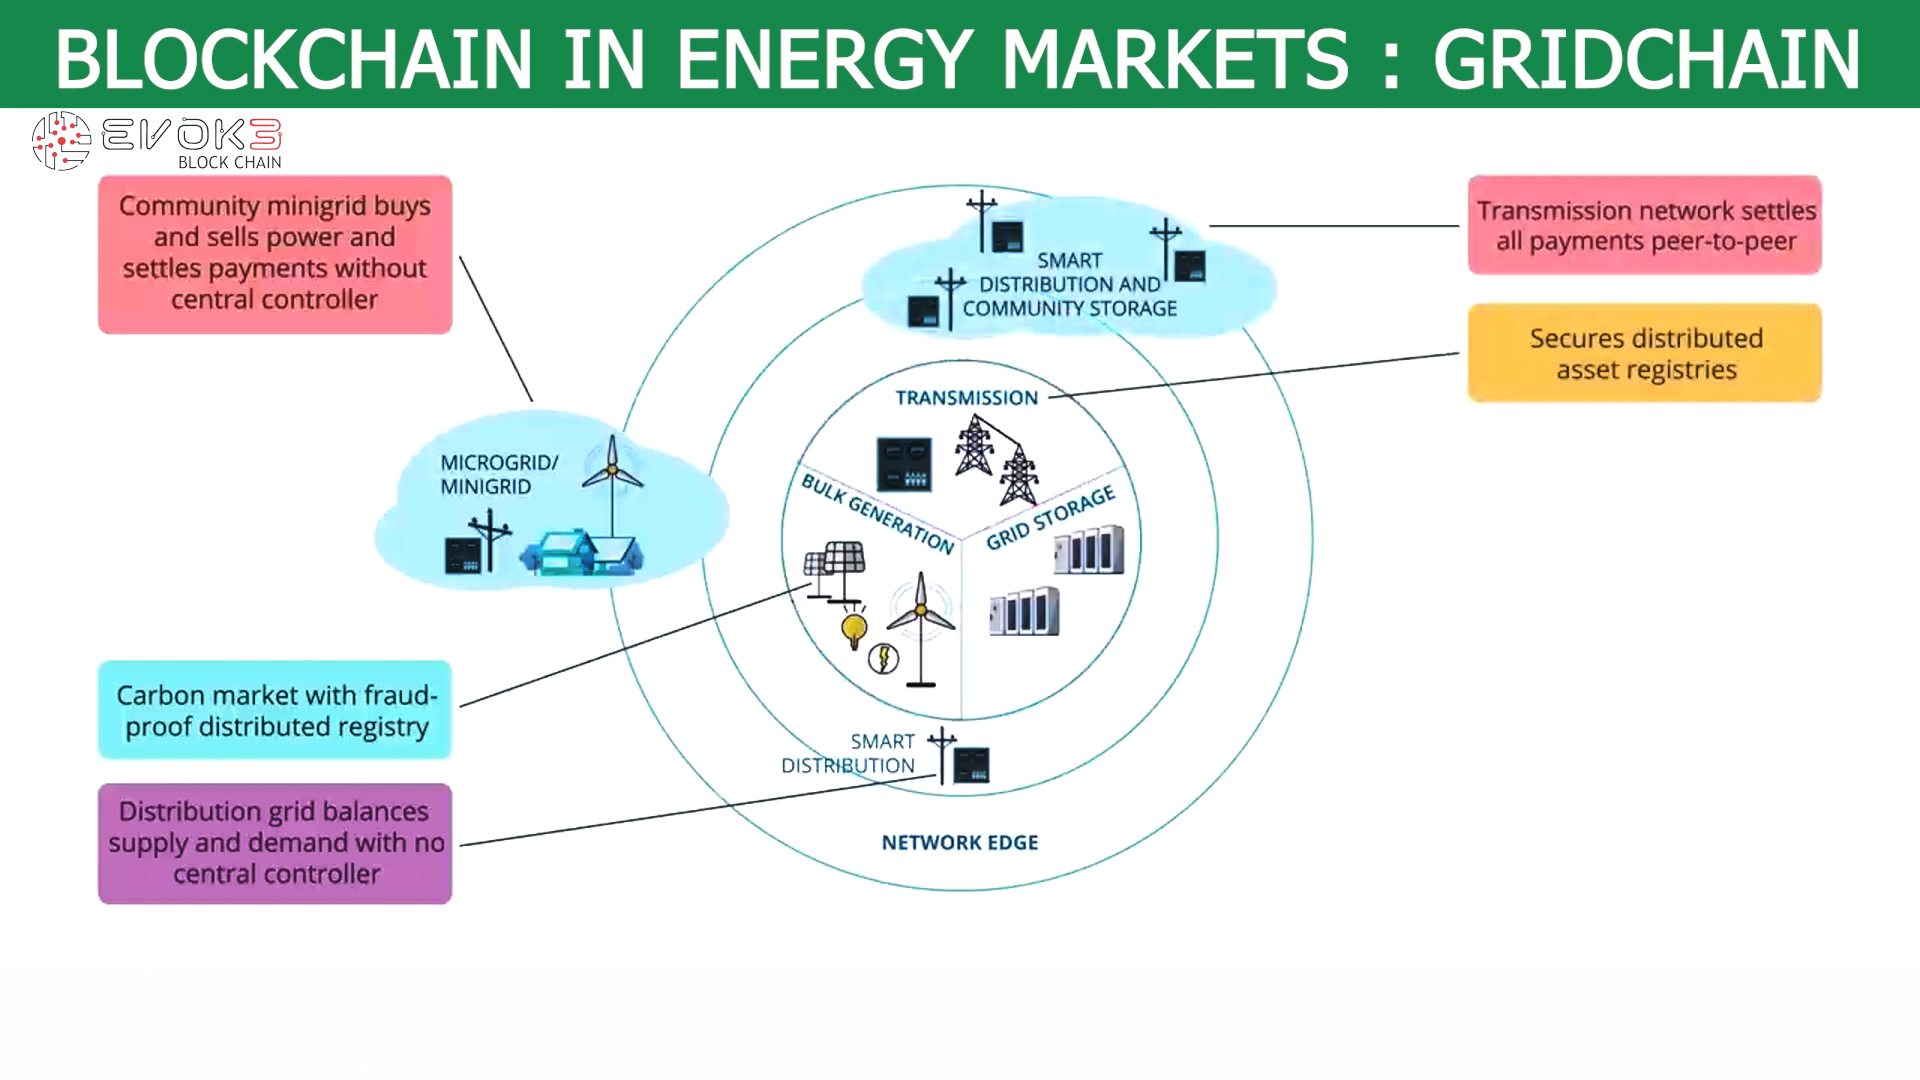 BLOCKCHAIN IN ENERGY MARKETS : GRIDCHAIN
EVOK3
BLOCK CHAIN
Community minigrid buys
and sells power and
settles payments without
central controller
Transmission network settles
all payments peer-to-peer
SMART
DISTRIBUTION AND
COMMUNITY STORAGE
Secures distributed
asset registries
TRANSMISSION
MICROGRID/
MINIGRID
BULK GENERATION
GRID STORAGE
Carbon market with fraud-
proof distributed registry
SMART
DISTRIBUTION
Distribution grid balances
supply and demand with no
central controller
NETWORK EDGE